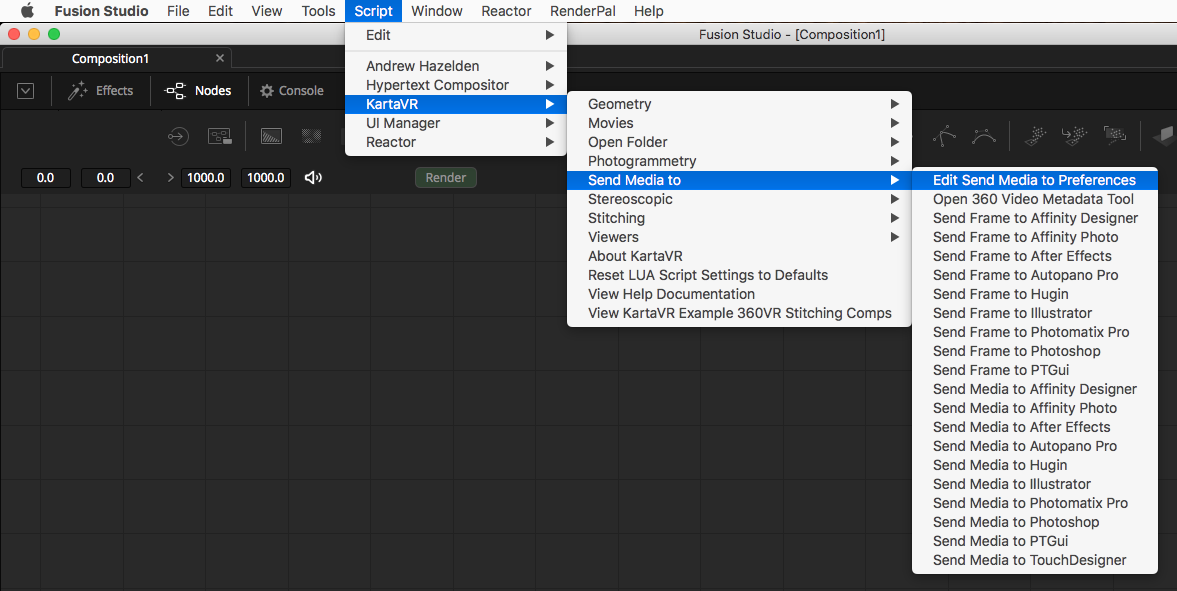 Fusion Studio File Edit View Tools Script Window Reactor RenderPal Help
Fusion Studio - [Composition1]
Composition1
Effects Nodes Console
0.0 0.0 1000.0 1000.0 Render
Edit
Andrew Hazelden
Hypertext Compositor
KartaVR
UI Manager
Reactor
Geometry
Movies
Open Folder
Photogrammetry
Send Media to
Stereoscopic
Stitching
Viewers
About KartaVR
Reset LUA Script Settings to Defaults
View Help Documentation
View KartaVR Example 360VR Stitching Comps
Edit Send Media to Preferences
Open 360 Video Metadata Tool
Send Frame to Affinity Designer
Send Frame to Affinity Photo
Send Frame to After Effects
Send Frame to Autopano Pro
Send Frame to Hugin
Send Frame to Illustrator
Send Frame to Photomatix Pro
Send Frame to Photoshop
Send Frame to PTGui
Send Media to Affinity Designer
Send Media to Affinity Photo
Send Media to After Effects
Send Media to Autopano Pro
Send Media to Hugin
Send Media to Illustrator
Send Media to Photomatix Pro
Send Media to Photoshop
Send Media to PTGui
Send Media to TouchDesigner